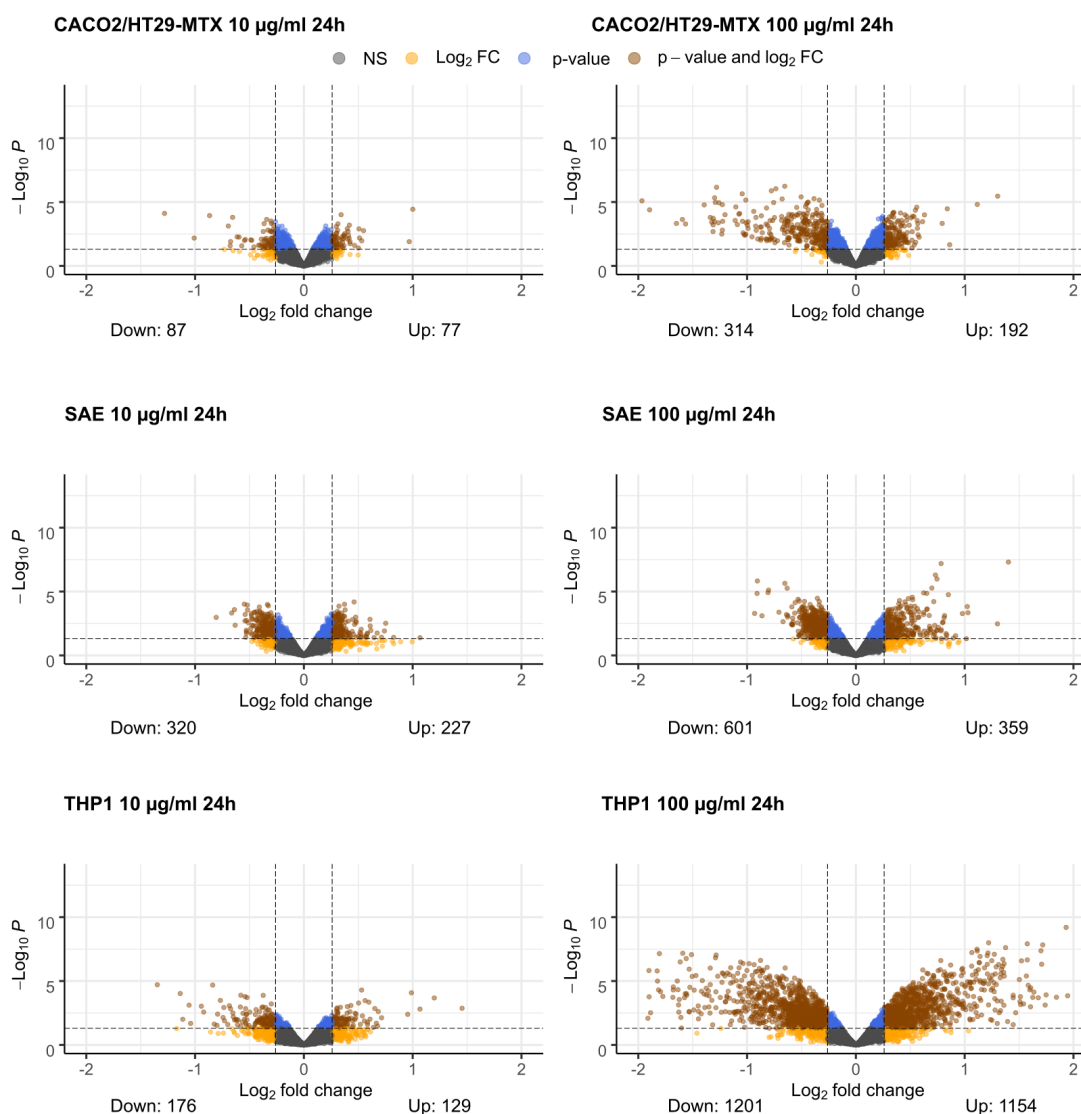 CACO2/HT29-MTX 10 µg/ml 24h CACO2/HT29-MTX 100 µg/ml 24h
NS Log2 FC p-value p – value and log2 FC
10
5
0
– Log10 P
-2 -1 0 1 2
Log2 fold change
Down: 87 Up: 77
10
5
0
– Log10 P
-2 -1 0 1 2
Log2 fold change
Down: 314 Up: 192
SAE 10 µg/ml 24h
10
5
0
– Log10 P
-2 -1 0 1 2
Log2 fold change
Down: 320 Up: 227
SAE 100 µg/ml 24h
10
5
0
– Log10 P
-2 -1 0 1 2
Log2 fold change
Down: 601 Up: 359
THP1 10 µg/ml 24h
10
5
0
–Log10 P
-2 -1 0 1 2
Log2 fold change
Down: 176 Up: 129
THP1 100 µg/ml 24h
10
5
0
– Log10 P
-2 -1 0 1 2
Log2 fold change
Down: 1201 Up: 1154